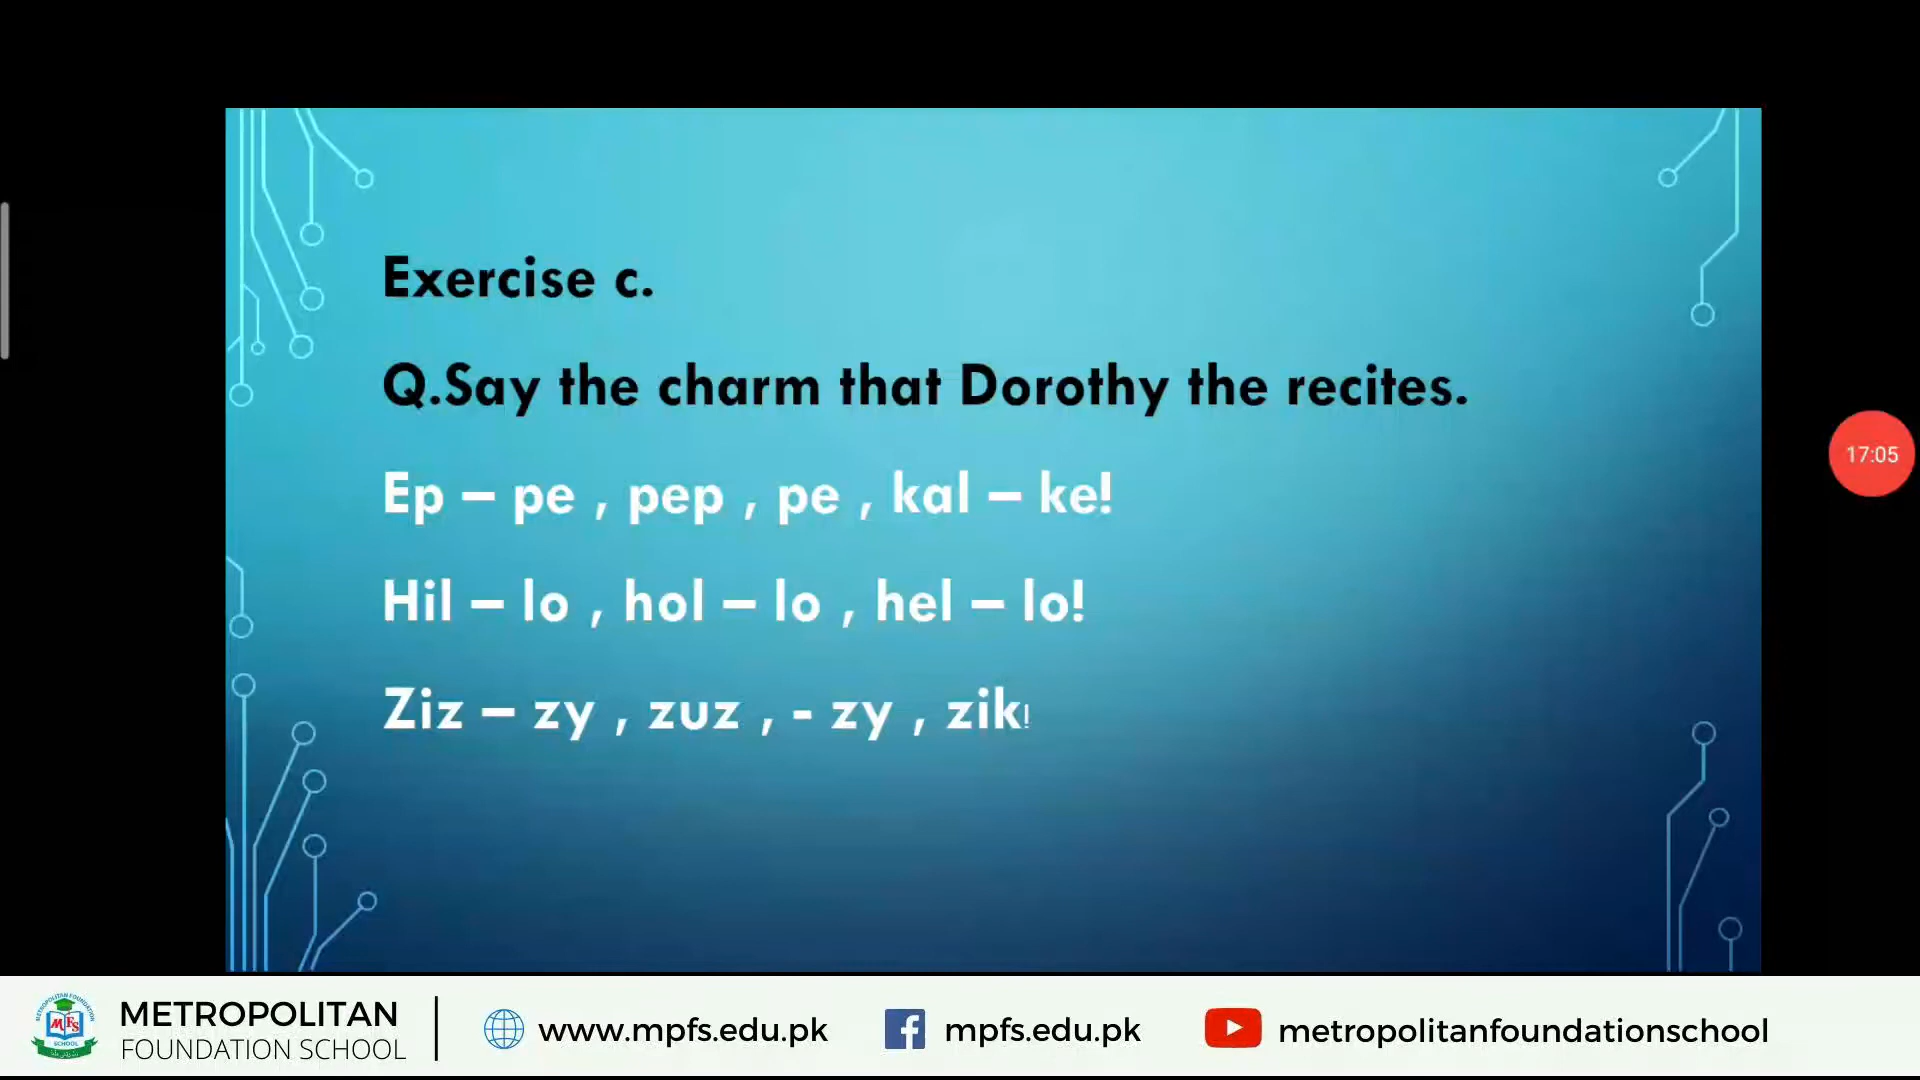 Exercise c.
Q.Say the charm that Dorothy the recites.
Ep – pe , pep , pe , kal – ke!
Hil – lo , hol – lo , hel – lo!
Ziz – zy , zuz , - zy , zik!
17:05
METROPOLITAN
FOUNDATION SCHOOL
www.mpfs.edu.pk
mpfs.edu.pk
metropolitanfoundationschool